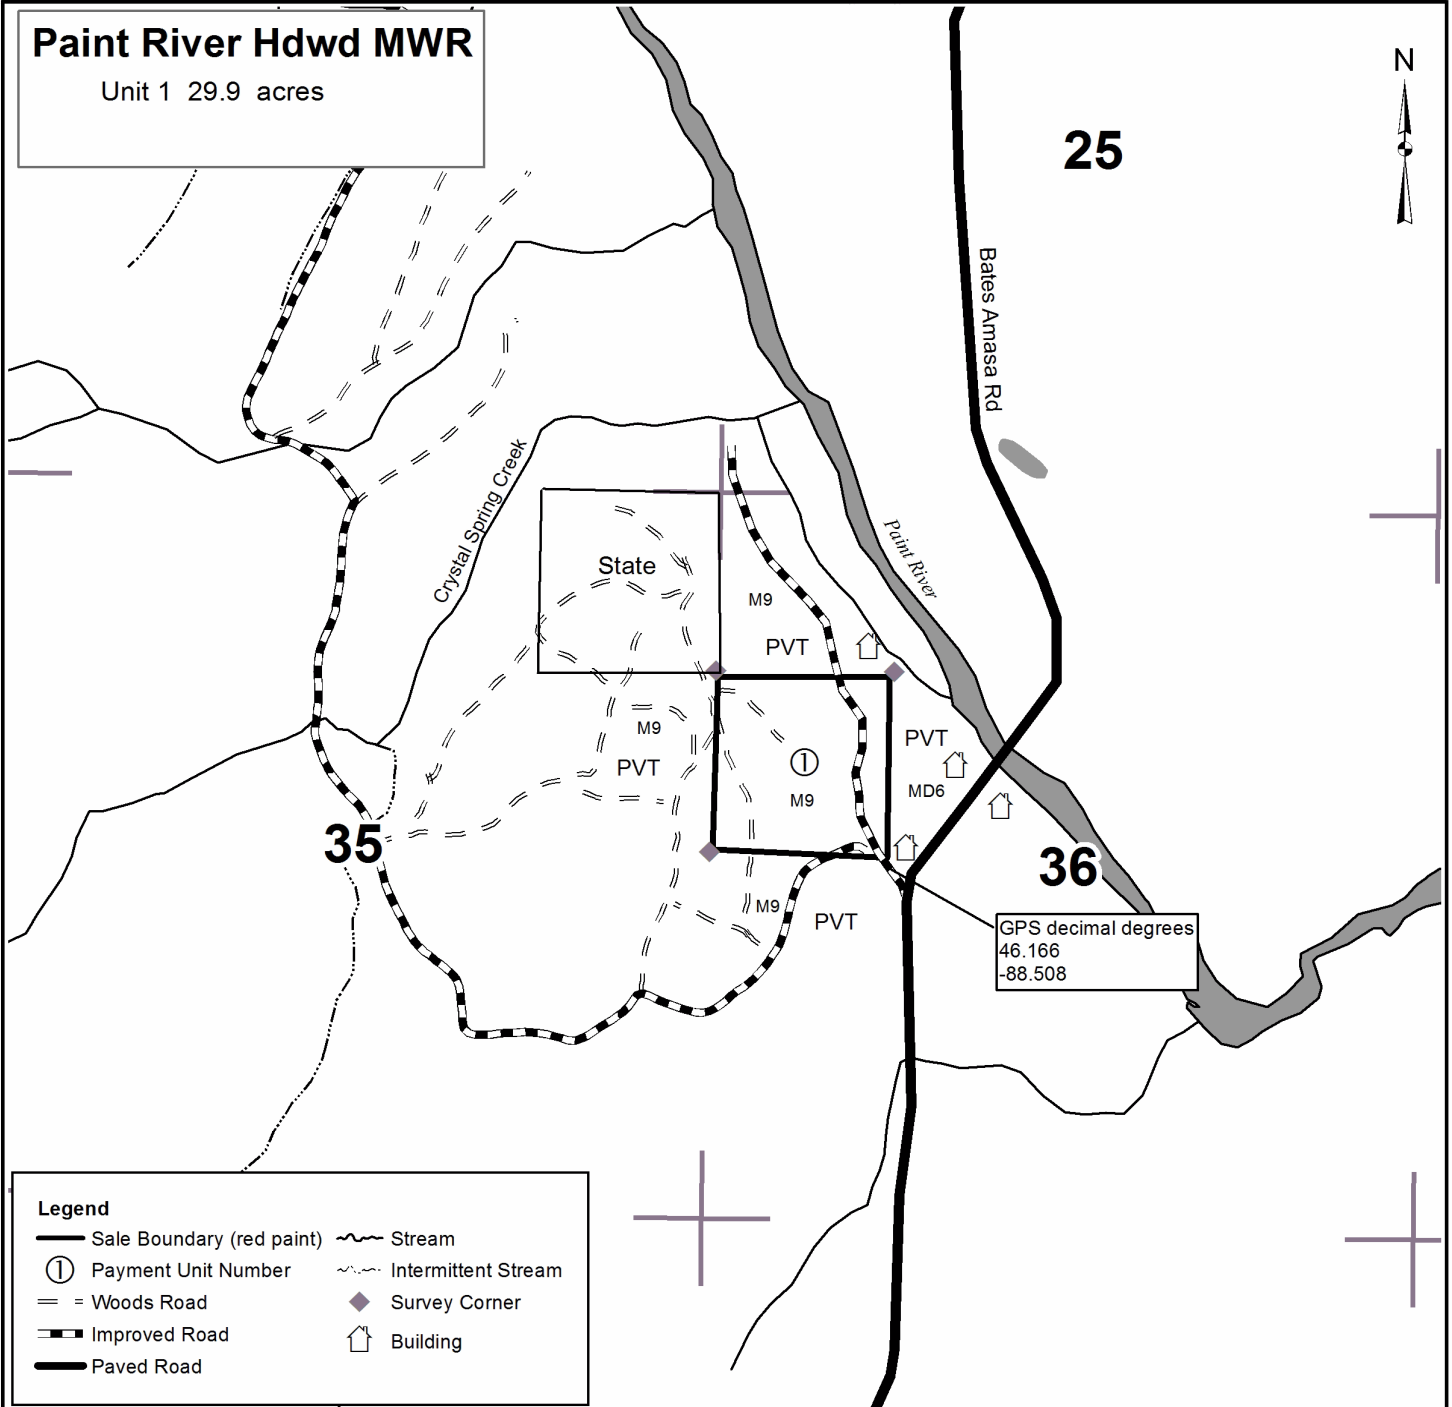 Paint River Hdwd MWR
Unit 1 29.9 acres
N
25
Bates Amasa Rd
Crystal Spring Creek
Paint River
State
M9
PVT
M9
PVT
1
M9
PVT
MD6
35
36
M9
PVT
GPS decimal degrees
46.166
-88.508
Legend
Sale Boundary (red paint)
Stream
1
Payment Unit Number
Intermittent Stream
Woods Road
Survey Corner
Improved Road
Building
Paved Road